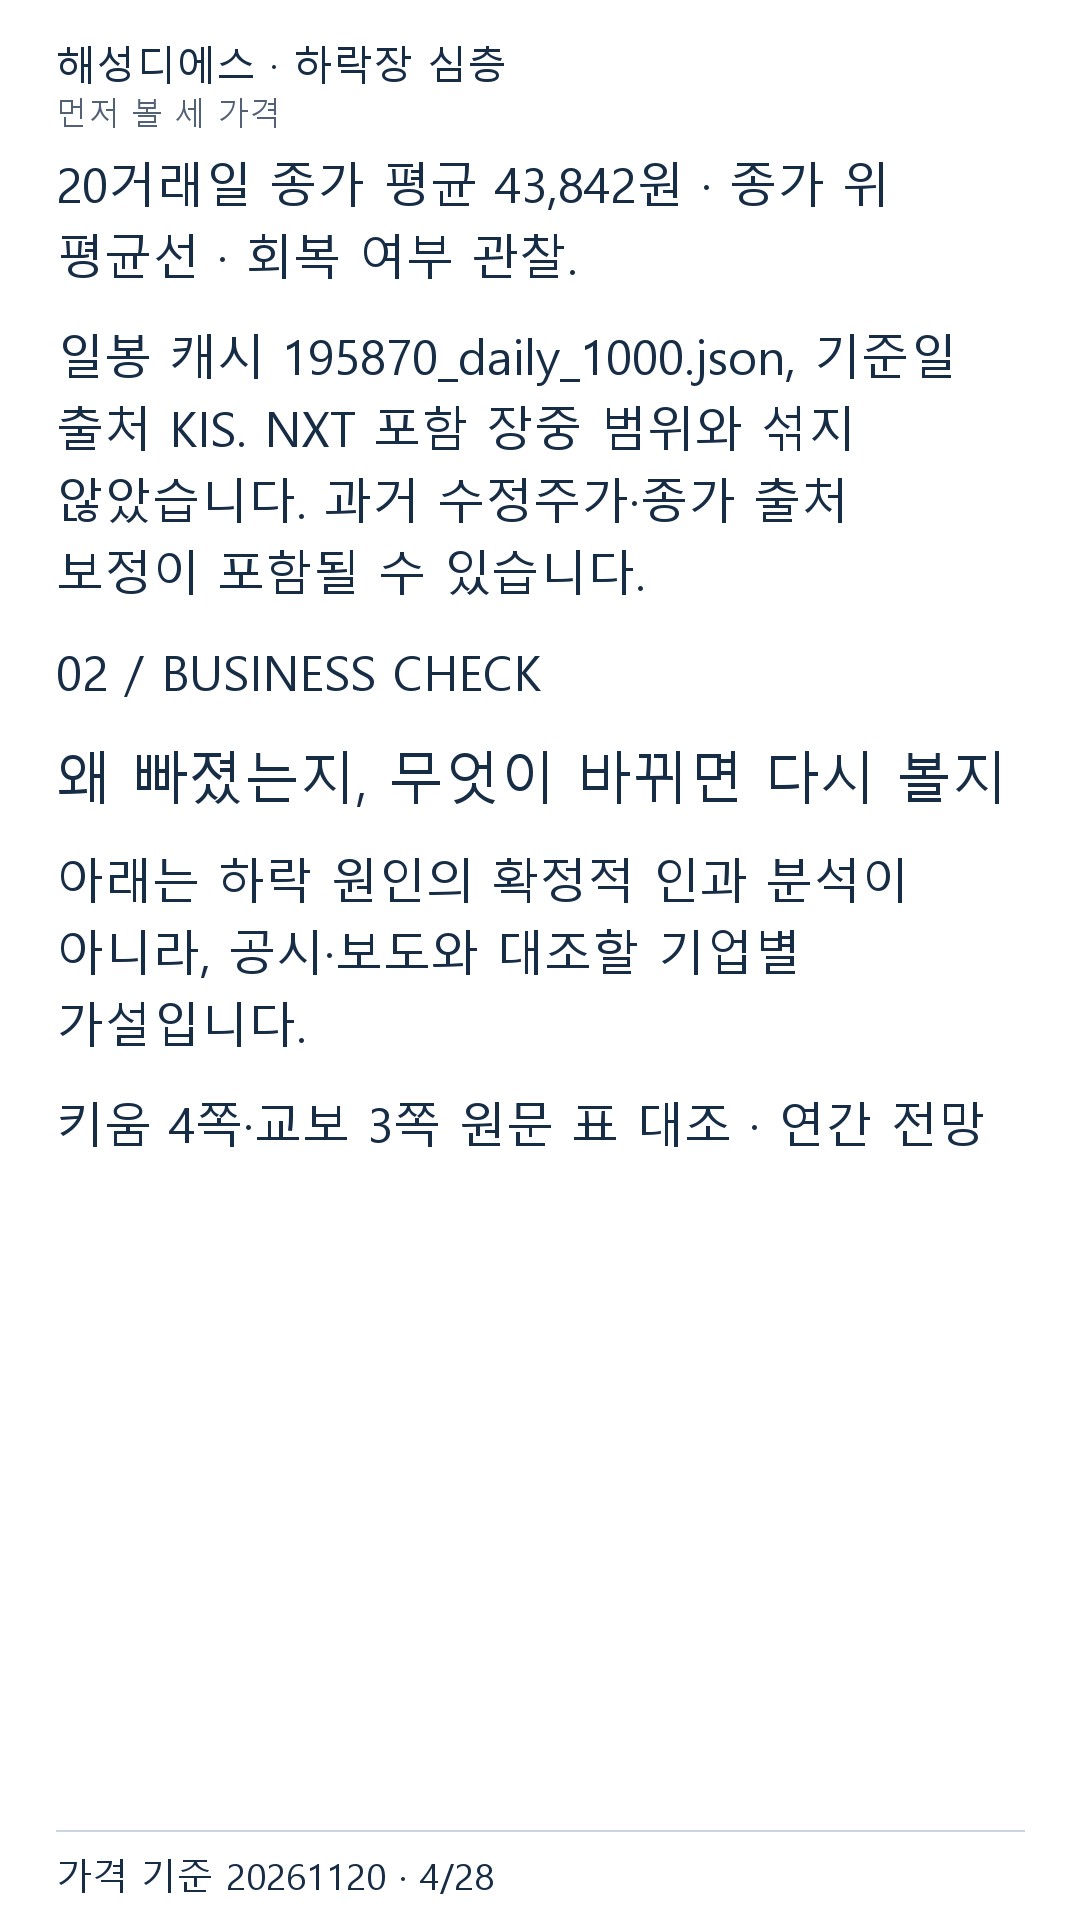 해성디에스 · 하락장 심층
먼저 볼 세 가격
20거래일 종가 평균 43,842원 · 종가 위
평균선 · 회복 여부 관찰.
일봉 캐시 195870_daily_1000.json, 기준일
출처 KIS. NXT 포함 장중 범위와 섞지
않았습니다. 과거 수정주가·종가 출처
보정이 포함될 수 있습니다.
02 / BUSINESS CHECK
왜 빠졌는지, 무엇이 바뀌면 다시 볼지
아래는 하락 원인의 확정적 인과 분석이
아니라, 공시·보도와 대조할 기업별
가설입니다.
키움 4쪽·교보 3쪽 원문 표 대조 · 연간 전망
가격 기준 20261120 · 4/28